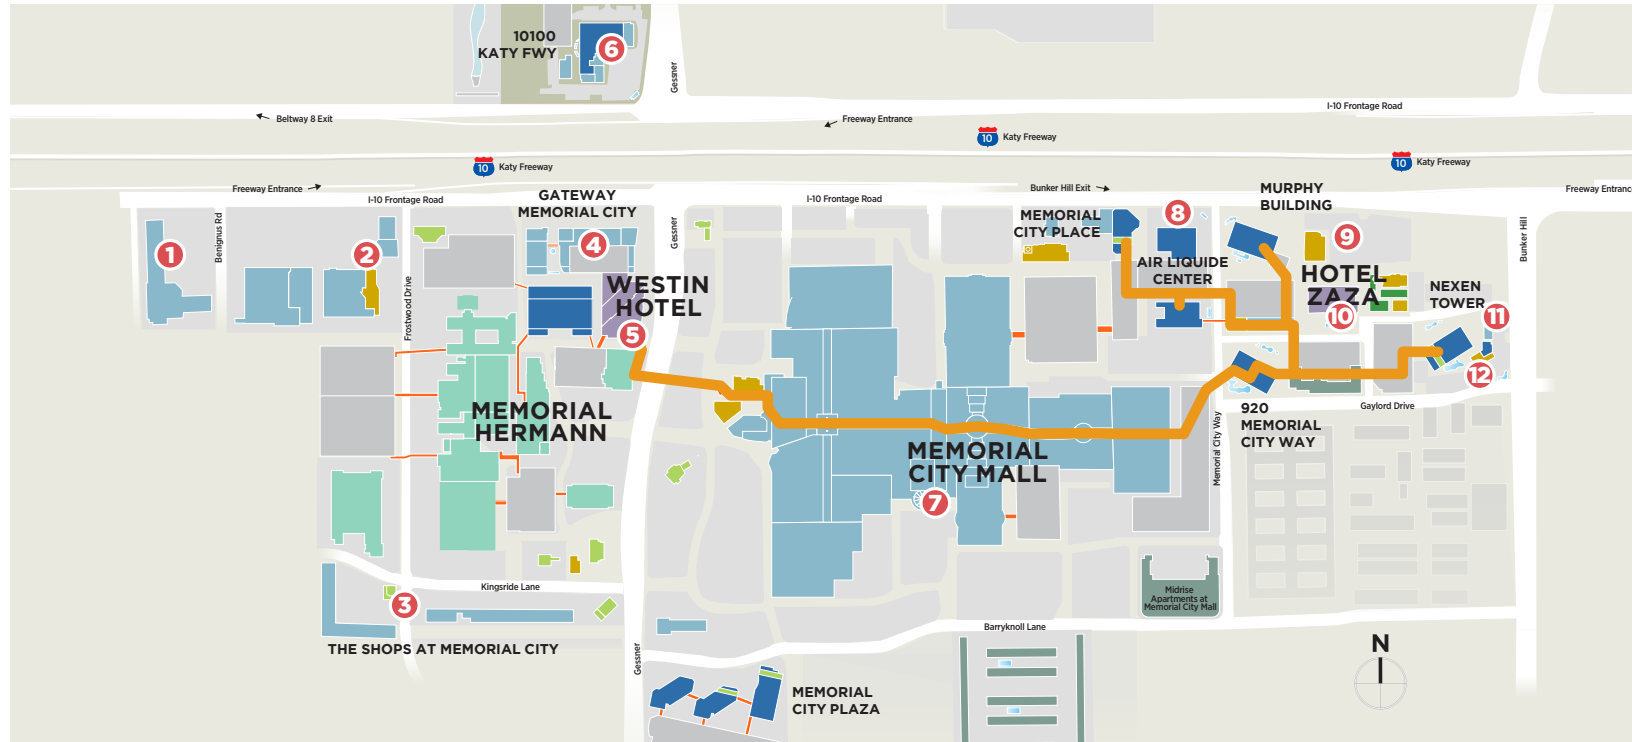 10100
KATY FWY
6
Gessner
I-10 Frontage Road
Beltway 8 Exit
Freeway Entrance
10 Katy Freeway
10 Katy Freeway
10 Katy Freeway
Freeway Entrance
Bunker Hill Exit
Freeway Entrance
I-10 Frontage Road
I-10 Frontage Road
GATEWAY
MEMORIAL CITY
4
MURPHY
BUILDING
MEMORIAL
CITY PLACE
8
9
1
Benignus Rd
2
Frostwood Drive
Gessner
Bunker Hill
AIR LIQUIDE
CENTER
WESTIN
HOTEL
5
HOTEL
ZAZA
10
NEXEN
TOWER
11
12
MEMORIAL
HERMANN
MEMORIAL
CITY MALL
7
Memorial City Way
920
MEMORIAL
CITY WAY
Gaylord Drive
Kingsride Lane
3
THE SHOPS AT MEMORIAL CITY
Midrise
Apartments at
Memorial City Mall
Barryknoll Lane
Gessner
MEMORIAL
CITY PLAZA
N